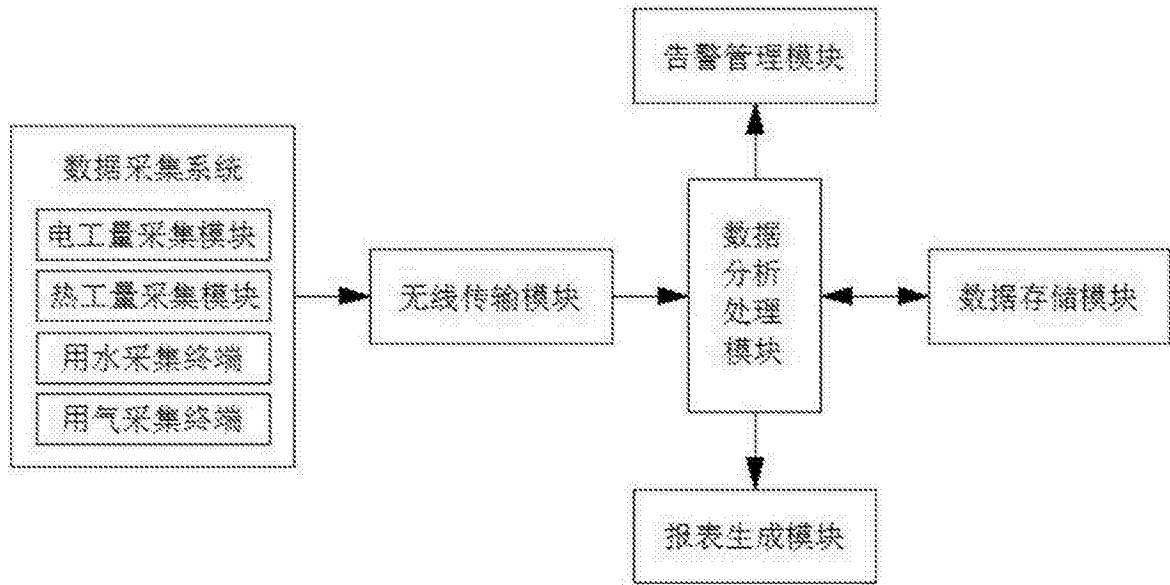 告警管理模块
数据采集系统
电工量采集模块
热工量采集模块
用水采集终端
用气采集终端
无线传输模块
数据
分析
处理
模块
数据存储模块
报表生成模块